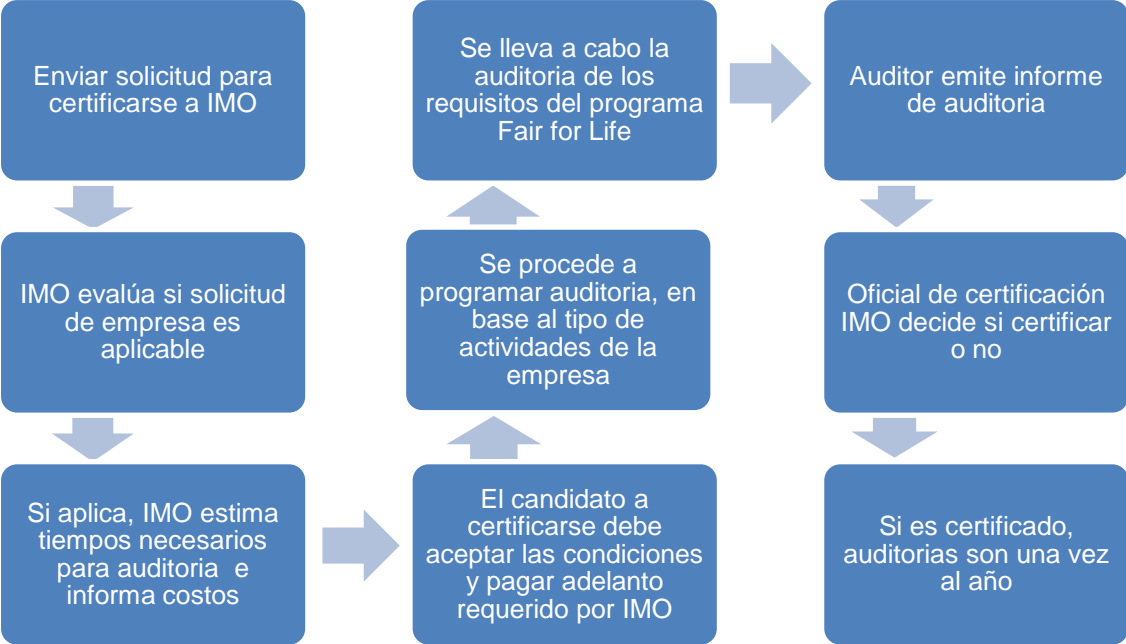 Enviar solicitud para
certificarse a IMO
IMO evalúa si solicitud
de empresa es
aplicable
Si aplica, IMO estima
tiempos necesarios
para auditoria e
informa costos
El candidato a
certificarse debe
aceptar las condiciones
y pagar adelanto
requerido por IMO
Se procede a
programar auditoria, en
base al tipo de
actividades de la
empresa
Se lleva a cabo la
auditoria de los
requisitos del programa
Fair for Life
Auditor emite informe
de auditoria
Oficial de certificación
IMO decide si certificar
o no
Si es certificado,
auditorias son una vez
al año